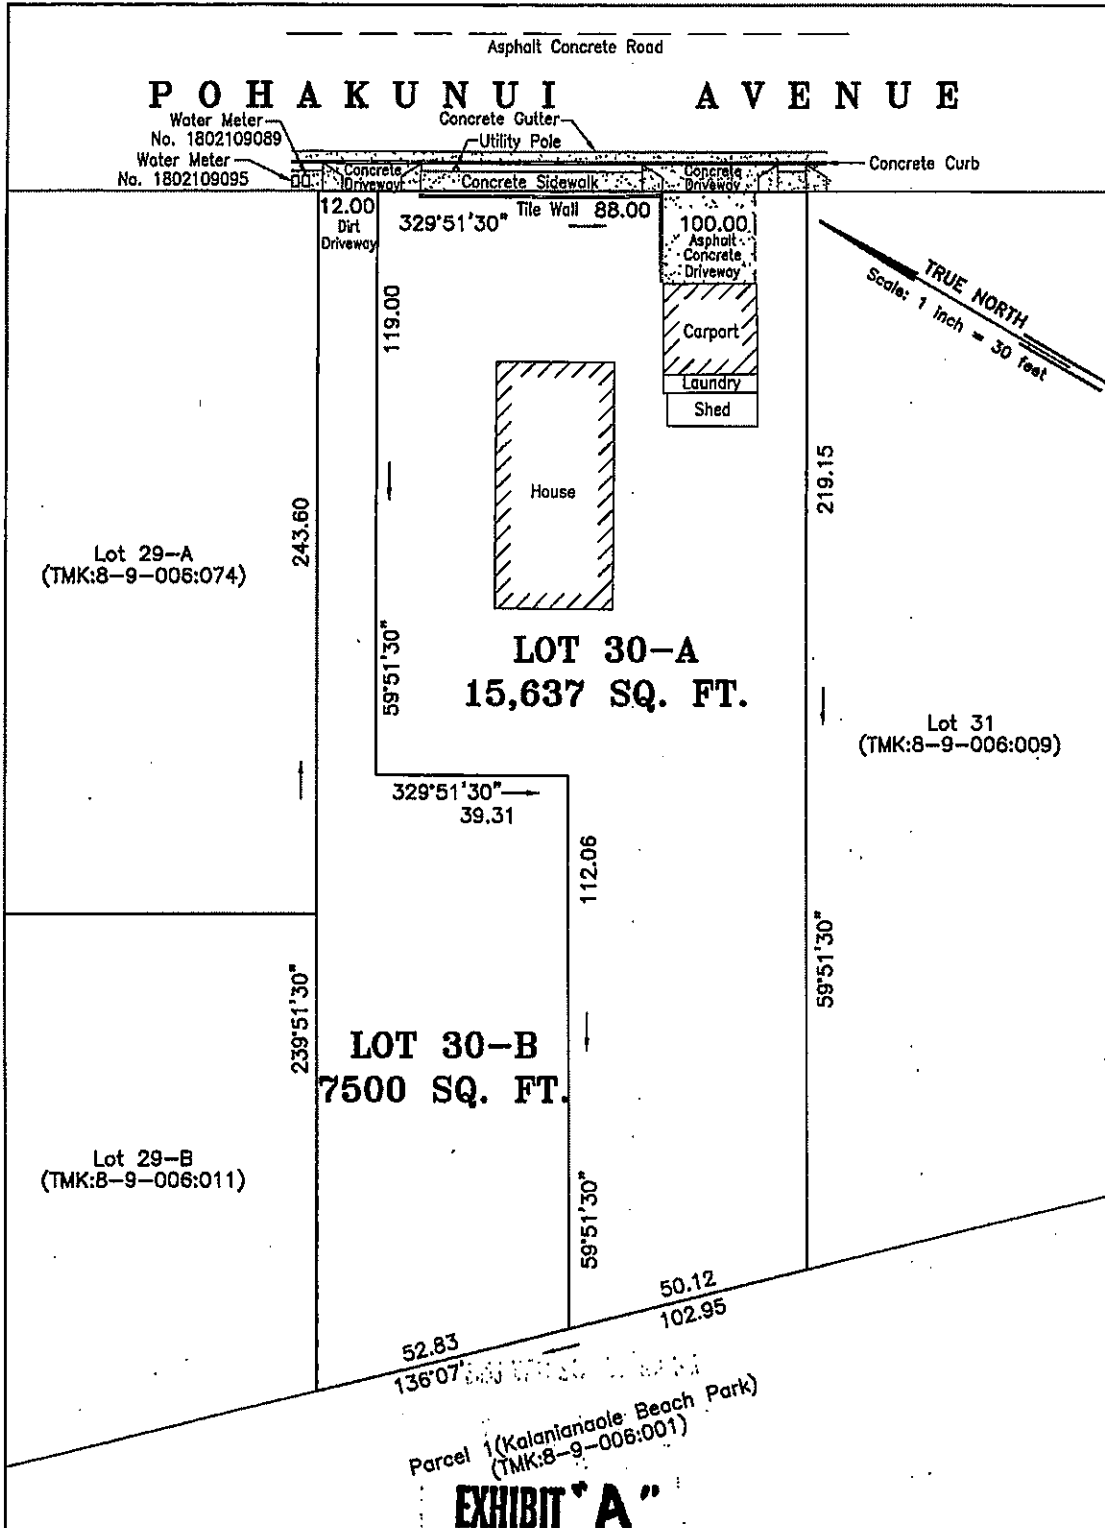 Asphalt Concrete Road
POHAKUNUI AVENUE
Water Meter
No. 1802109089
Concrete Gutter
Utility Pole
Water Meter
No. 1802109095
Concrete
Driveway
Concrete Sidewalk
Concrete
Driveway
Concrete Curb
12.00
Dirt
Driveway
329°51'30"
Tile Wall
88.00
100.00
Asphalt
Concrete
Driveway
TRUE NORTH
Scale: 1 inch = 30 feet
119.00
Carport
Laundry
Shed
House
219.15
243.60
Lot 29-A
(TMK:8-9-006:074)
59°51'30"
LOT 30-A
15,637 SQ. FT.
Lot 31
(TMK:8-9-006:009)
329°51'30"
39.31
112.06
59°51'30"
239°51'30"
LOT 30-B
7500 SQ. FT.
Lot 29-B
(TMK:8-9-006:011)
59°51'30"
50.12
102.95
52.83
136°07'
Parcel 1(Kalanianaole Beach Park)
(TMK:8-9-006:001)
EXHIBIT "A"